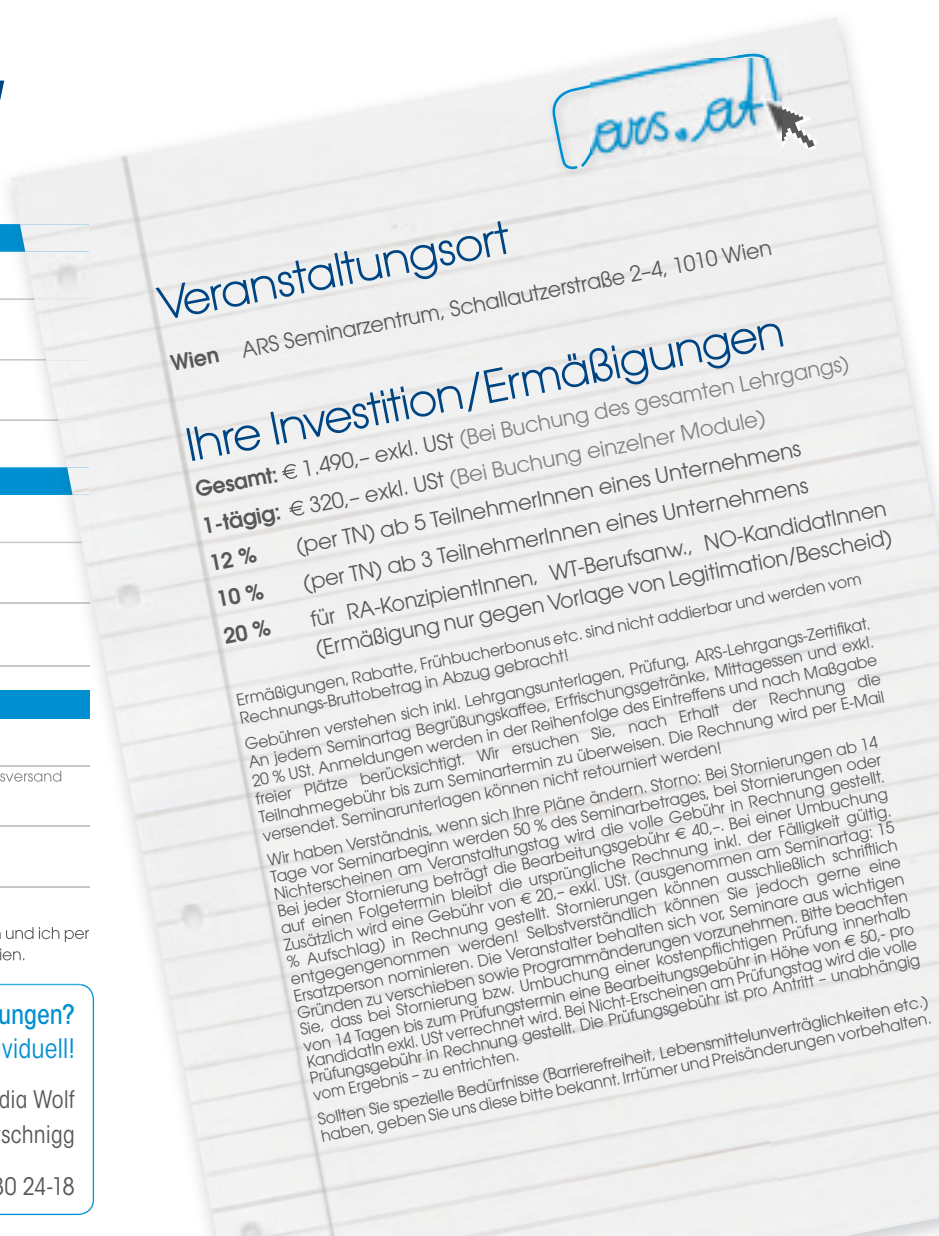 ars.at
Veranstaltungsort
Wien ARS Seminarzentrum, Schallautzerstraße 2–4, 1010 Wien
Ihre Investition/Ermäßigungen
Gesamt: € 1.490,– exkl. USt (Bei Buchung des gesamten Lehrgangs)
1-tägig: € 320,– exkl. USt (Bei Buchung einzelner Module)
12 % (per TN) ab 5 TeilnehmerInnen eines Unternehmens
10 % (per TN) ab 3 TeilnehmerInnen eines Unternehmens
20 % für RA-KonzipientInnen, WT-Berufsanw., NO-KandidatInnen
(Ermäßigung nur gegen Vorlage von Legitimation/Bescheid)
Ermäßigungen, Rabatte, Frühbucherbonus etc. sind nicht addierbar und werden vom
Rechnungs-Bruttobetrag in Abzug gebracht!
Gebühren verstehen sich inkl. Lehrgangsunterlagen, Prüfung, ARS-Lehrgangs-Zertifikat.
An jedem Seminartag Begrüßungskaffee, Erfrischungsgetränke, Mittagessen und exkl.
20 % USt. Anmeldungen werden in der Reihenfolge des Eintreffens und nach Maßgabe
freier Plätze berücksichtigt. Wir ersuchen Sie, nach Erhalt der Rechnung die
Teilnahmegebühr bis zum Seminartermin zu überweisen. Die Rechnung wird per E-Mail
versendet. Seminarunterlagen können nicht retourniert werden!
Wir haben Verständnis, wenn sich Ihre Pläne ändern. Storno: Bei Stornierungen ab 14
Tage vor Seminarbeginn werden 50 % des Seminarbetrages, bei Stornierungen oder
Nichterscheinen am Veranstaltungstag wird die volle Gebühr in Rechnung gestellt.
Bei jeder Stornierung beträgt die Bearbeitungsgebühr € 40,–. Bei einer Umbuchung
auf einen Folgetermin bleibt die ursprüngliche Rechnung inkl. der Fälligkeit gültig.
Zusätzlich wird eine Gebühr von € 20,– exkl. USt. (ausgenommen am Seminartag: 15
% Aufschlag) in Rechnung gestellt. Stornierungen können ausschließlich schriftlich
entgegengenommen werden! Selbstverständlich können Sie jedoch gerne eine
Ersatzperson nominieren. Die Veranstalter behalten sich vor, Seminare aus wichtigen
Gründen zu verschieben sowie Programmänderungen vorzunehmen. Bitte beachten
Sie, dass bei Stornierung bzw. Umbuchung einer kostenpflichtigen Prüfung innerhalb
von 14 Tagen bis zum Prüfungstermin eine Bearbeitungsgebühr in Höhe von € 50,- pro
KandidatIn exkl. USt verrechnet wird. Bei Nicht-Erscheinen am Prüfungstag wird die volle
Prüfungsgebühr in Rechnung gestellt. Die Prüfungsgebühr ist pro Antritt – unabhängig
vom Ergebnis – zu entrichten.
Sollten Sie spezielle Bedürfnisse (Barrierefreiheit, Lebensmittelunverträglichkeiten etc.)
haben, geben Sie uns diese bitte bekannt. Irrtümer und Preisänderungen vorbehalten.
sversand
und ich per
ien.
ungen?
viduell!
dia Wolf
schnigg
30 24-18